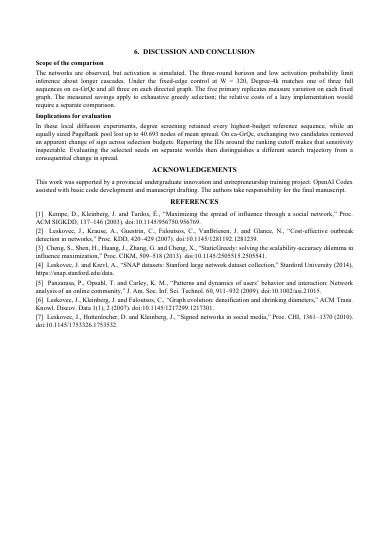 6. DISCUSSION AND CONCLUSION
Scope of the comparison
The networks are observed, but activation is simulated. The three-round horizon and low activation probability limit
inference about longer cascades. Under the fixed-edge control at W = 320, Degree-4k matches one of three full
sequences on ca-GrQc and all three on each directed graph. The five primary replicates measure variation on each fixed
graph. The measured savings apply to exhaustive greedy selection; the relative costs of a lazy implementation would
require a separate comparison.
Implications for evaluation
In these local diffusion experiments, degree screening retained every highest-budget reference sequence, while an
equally sized PageRank pool lost up to 40.693 nodes of mean spread. On ca-GrQc, exchanging two candidates removed
an apparent change of sign across selection budgets. Reporting the IDs around the ranking cutoff makes that sensitivity
inspectable. Evaluating the selected seeds on separate worlds then distinguishes a different search trajectory from a
consequential change in spread.
ACKNOWLEDGEMENTS
This work was supported by a provincial undergraduate innovation and entrepreneurship training project. OpenAI Codex
assisted with basic code development and manuscript drafting. The authors take responsibility for the final manuscript.
REFERENCES
[1] Kempe, D., Kleinberg, J. and Tardos, É., “Maximizing the spread of influence through a social network,” Proc.
ACM SIGKDD, 137–146 (2003). doi:10.1145/956750.956769.
[2] Leskovec, J., Krause, A., Guestrin, C., Faloutsos, C., VanBriesen, J. and Glance, N., “Cost-effective outbreak
detection in networks,” Proc. KDD, 420–429 (2007). doi:10.1145/1281192.1281239.
[3] Cheng, S., Shen, H., Huang, J., Zhang, G. and Cheng, X., “StaticGreedy: solving the scalability-accuracy dilemma in
influence maximization,” Proc. CIKM, 509–518 (2013). doi:10.1145/2505515.2505541.
[4] Leskovec, J. and Krevl, A., “SNAP datasets: Stanford large network dataset collection,” Stanford University (2014),
https://snap.stanford.edu/data.
[5] Panzarasa, P., Opsahl, T. and Carley, K. M., “Patterns and dynamics of users’ behavior and interaction: Network
analysis of an online community,” J. Am. Soc. Inf. Sci. Technol. 60, 911–932 (2009). doi:10.1002/asi.21015.
[6] Leskovec, J., Kleinberg, J. and Faloutsos, C., “Graph evolution: densification and shrinking diameters,” ACM Trans.
Knowl. Discov. Data 1(1), 2 (2007). doi:10.1145/1217299.1217301.
[7] Leskovec, J., Huttenlocher, D. and Kleinberg, J., “Signed networks in social media,” Proc. CHI, 1361–1370 (2010).
doi:10.1145/1753326.1753532.